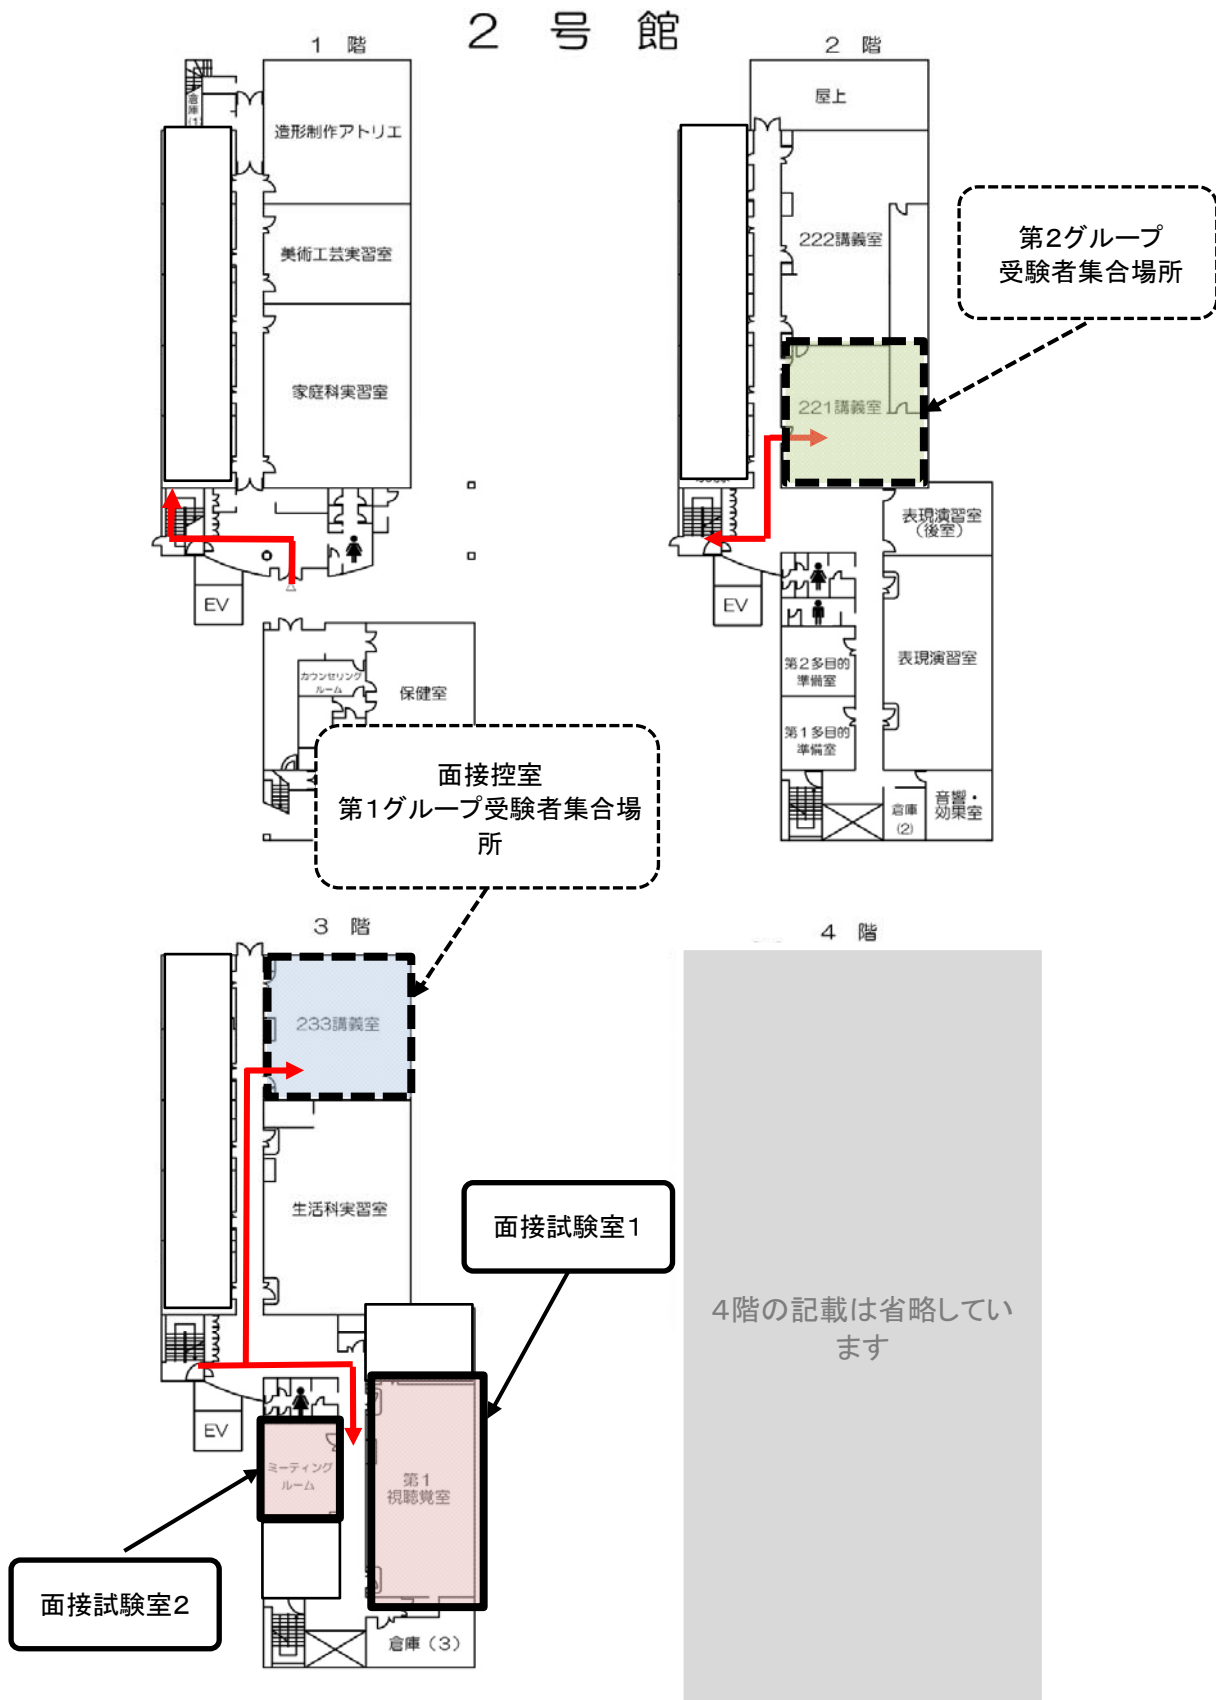 2 号 館
1 階
倉庫
(1)
造形制作アトリエ
美術工芸実習室
家庭科実習室
EV
カウンセリング
ルーム
保健室
2 階
屋上
222講義室
221講義室
第2グループ
受験者集合場所
表現演習室
(後室)
EV
第2多目的
準備室
表現演習室
第1多目的
準備室
倉庫
(2)
音響・
効果室
面接控室
第1グループ受験者集合場
所
3 階
233講義室
生活科実習室
面接試験室1
EV
ミーティング
ルーム
第1
視聴覚室
面接試験室2
倉庫(3)
4 階
4階の記載は省略してい
ます